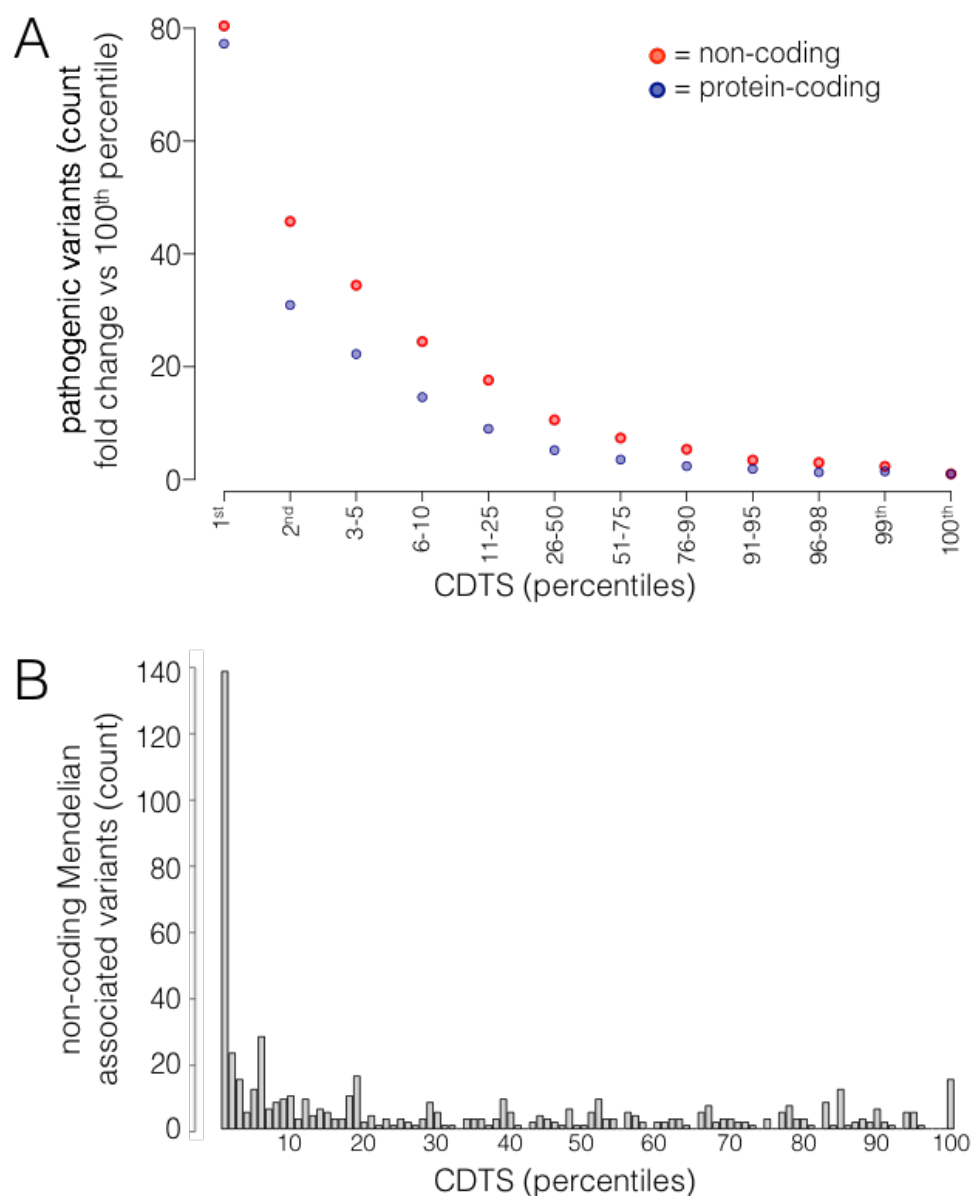 A
pathogenic variants (count
fold change vs 100th percentile)
80
60
40
20
0
= non-coding
= protein-coding
1st
2nd
3-5
6-10
11-25
26-50
51-75
76-90
91-95
96-98
99th
100th
CDTS (percentiles)
B
non-coding Mendelian
associated variants (count)
140
120
100
80
60
40
20
0
10 20 30 40 50 60 70 80 90 100
CDTS (percentiles)